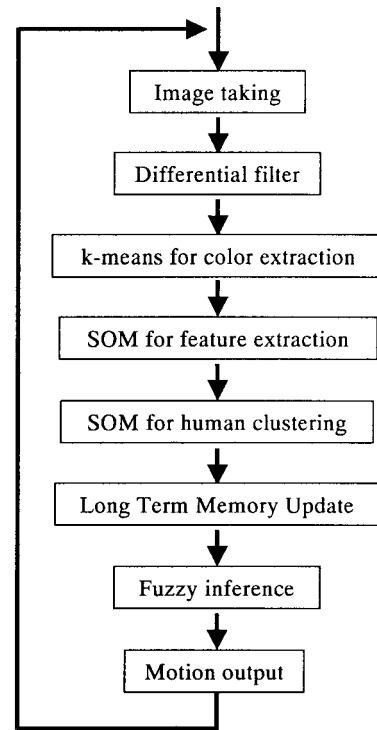 Image taking
Differential filter
k-means for color extraction
SOM for feature extraction
SOM for human clustering
Long Term Memory Update
Fuzzy inference
Motion output